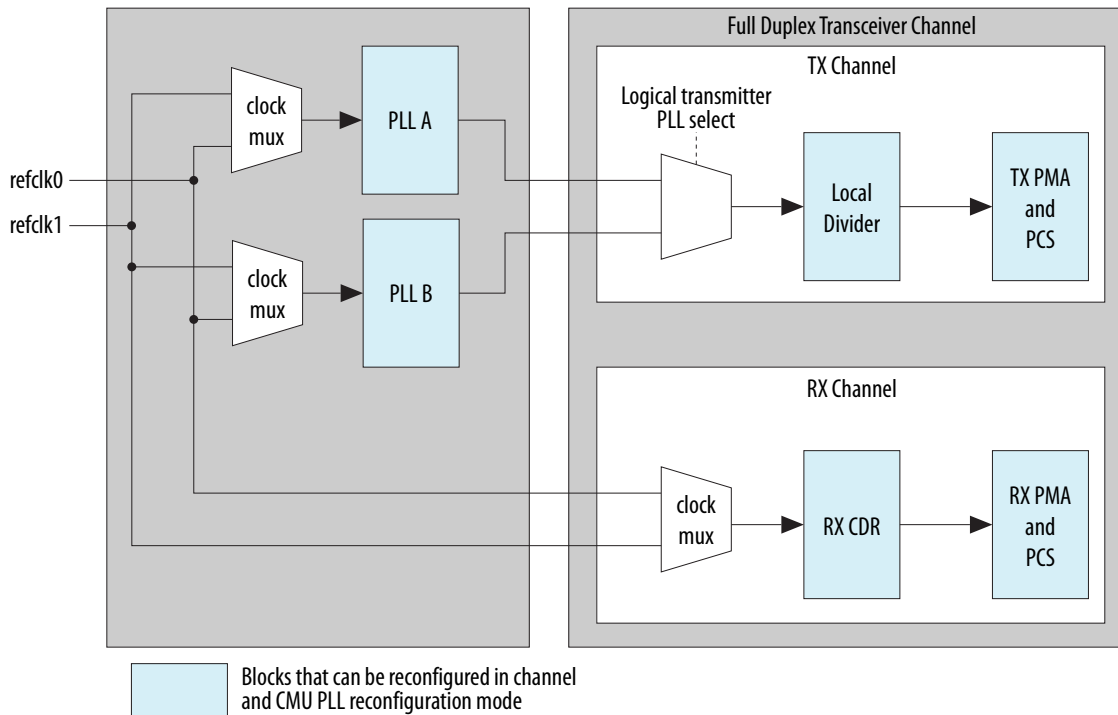 Full Duplex Transceiver Channel
TX Channel
Logical transmitter
PLL select
clock
mux
PLL A
refclk0
refclk1
Local
Divider
TX PMA
and
PCS
clock
mux
PLL B
RX Channel
clock
mux
RX CDR
RX PMA
and
PCS
Blocks that can be reconfigured in channel
and CMU PLL reconfiguration mode